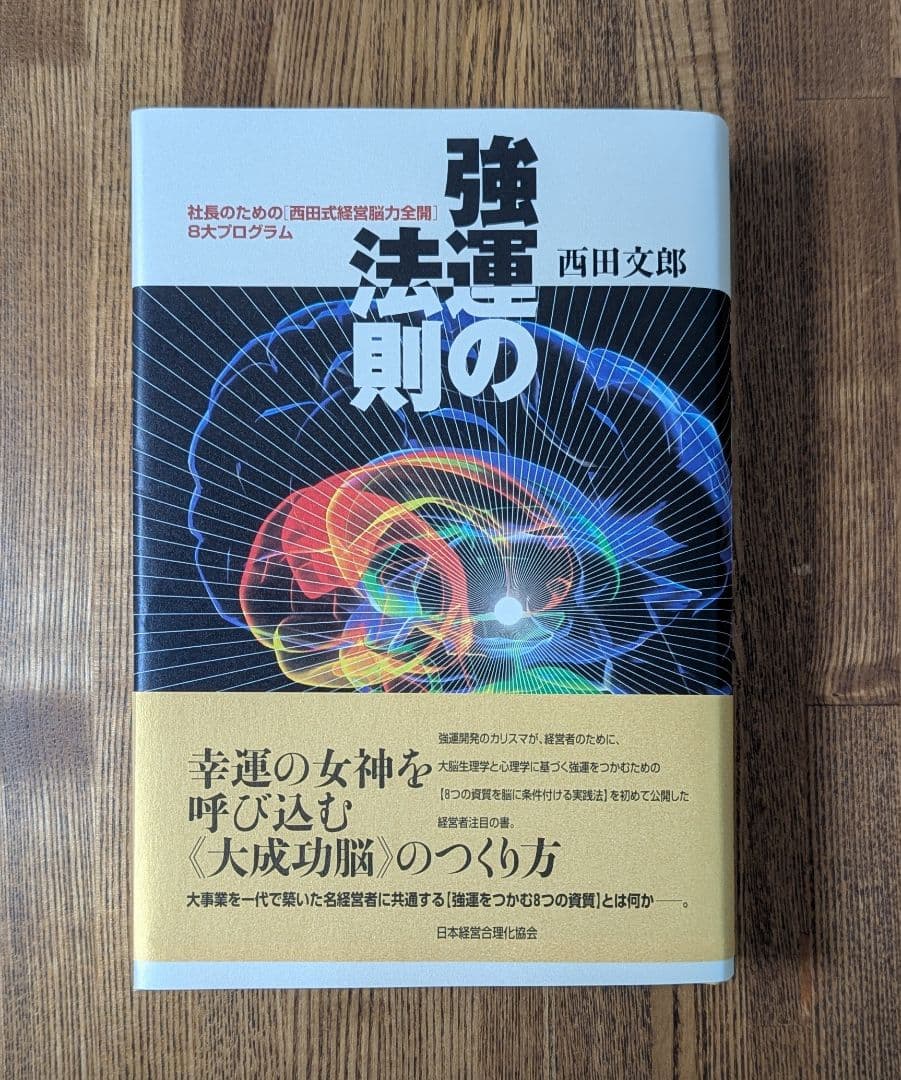 強運の
法則
社長のための[西田式経営脳力全開]
8大プログラム
西田文郎
幸運の女神を
呼び込む
《大成功脳》のつくり方
強運開発のカリスマが、経営者のために、
大脳生理学と心理学に基づく強運をつかむための
【8つの資質を脳に条件付ける実践法】を初めて公開した
経営者注目の書。
大事業を一代で築いた名経営者に共通する【強運をつかむ8つの資質】とは何か──。
日本経営合理化協会